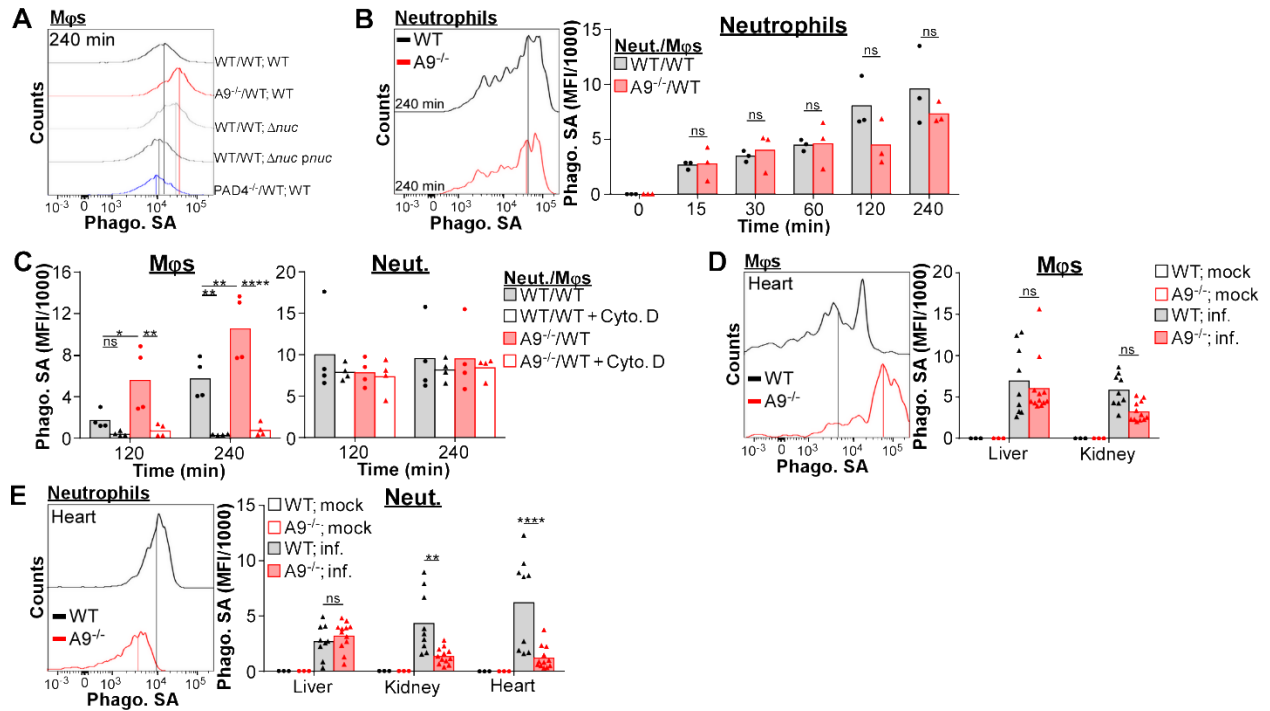 A
Mφs
240 min
WT/WT; WT
A9-/-/WT; WT
WT/WT; Δnuc
WT/WT; Δnuc pnuc
PAD4-/-/WT; WT
Counts
10-3 0 103 104 105
Phago. SA
B
Neutrophils
WT
A9-/-
240 min
240 min
Counts
-10-3 0 103 104 105
Phago. SA
Neutrophils
Neut./Mφs
WT/WT
A9-/-/WT
Phago. SA (MFI/1000)
15
10
5
0
ns ns ns ns ns
0 15 30 60 120 240
Time (min)
C
Mφs
Phago. SA (MFI/1000)
16
12
8
4
0
ns * ** ** ** ****
120 240
Time (min)
Neut.
20
15
10
5
0
120 240
Time (min)
Neut./Mφs
WT/WT
WT/WT + Cyto. D
A9-/-/WT
A9-/-/WT + Cyto. D
D
Mφs
Heart
WT
A9-/-
Counts
-10-3 0 103 104 105
Phago. SA
Mφs
Phago. SA (MFI/1000)
20
15
10
5
0
ns
ns
Liver Kidney
WT; mock
A9-/-; mock
WT; inf.
A9-/-; inf.
E
Neutrophils
Heart
WT
A9-/-
Counts
-10-3 0 103 104 105
Phago. SA
Neut.
WT; mock
A9-/-; mock
WT; inf.
A9-/-; inf.
Phago. SA (MFI/1000)
15
10
5
0
ns
**
****
Liver Kidney Heart